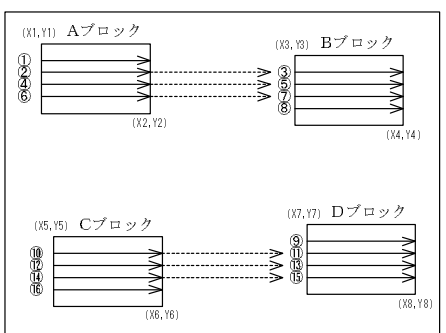 (X1,Y1) Aブロック
①
②
④
⑥
(X2,Y2)
(X3,Y3) Bブロック
③
⑤
⑦
⑧
(X4,Y4)
(X5,Y5) Cブロック
⑩
⑫
⑭
⑯
(X6,Y6)
(X7,Y7) Dブロック
⑨
⑪
⑬
⑮
(X8,Y8)